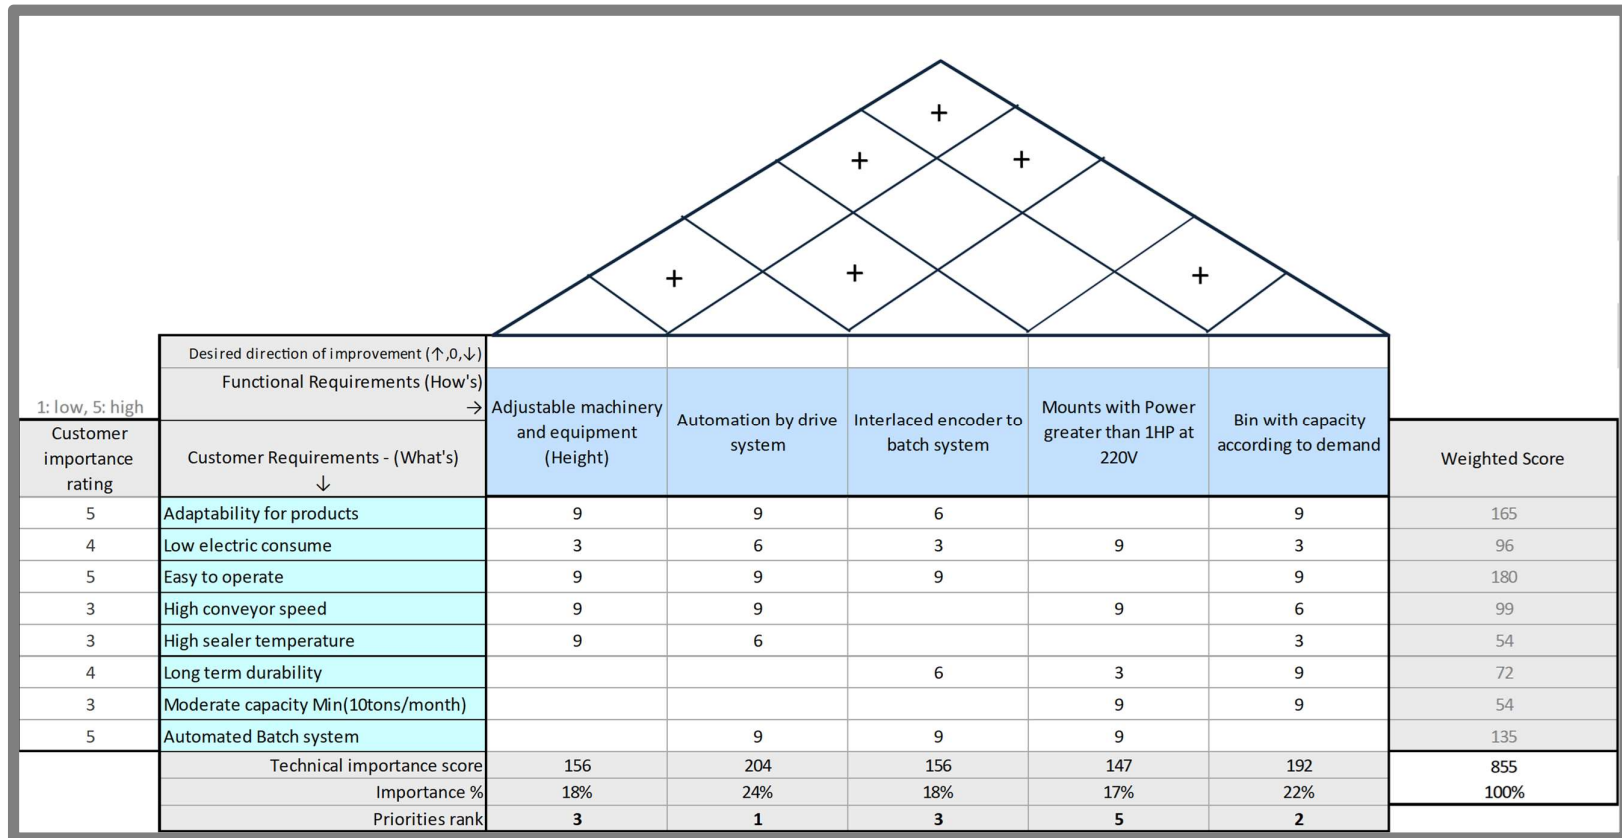 +
+ +
+ + +
Desired direction of improvement (↑,0,↓)
1: low, 5: high
Functional Requirements (How's)
→
Customer
importance
rating
Customer Requirements - (What's)
↓
Adjustable machinery
and equipment
(Height)
Automation by drive
system
Interlaced encoder to
batch system
Mounts with Power
greater than 1HP at
220V
Bin with capacity
according to demand
Weighted Score
5 Adaptability for products 9 9 6 9 165
4 Low electric consume 3 6 3 9 3 96
5 Easy to operate 9 9 9 9 180
3 High conveyor speed 9 9 9 6 99
3 High sealer temperature 9 6 3 54
4 Long term durability 6 3 9 72
3 Moderate capacity Min(10tons/month) 9 9 54
5 Automated Batch system 9 9 9 135
Technical importance score 156 204 156 147 192 855
Importance % 18% 24% 18% 17% 22% 100%
Priorities rank 3 1 3 5 2